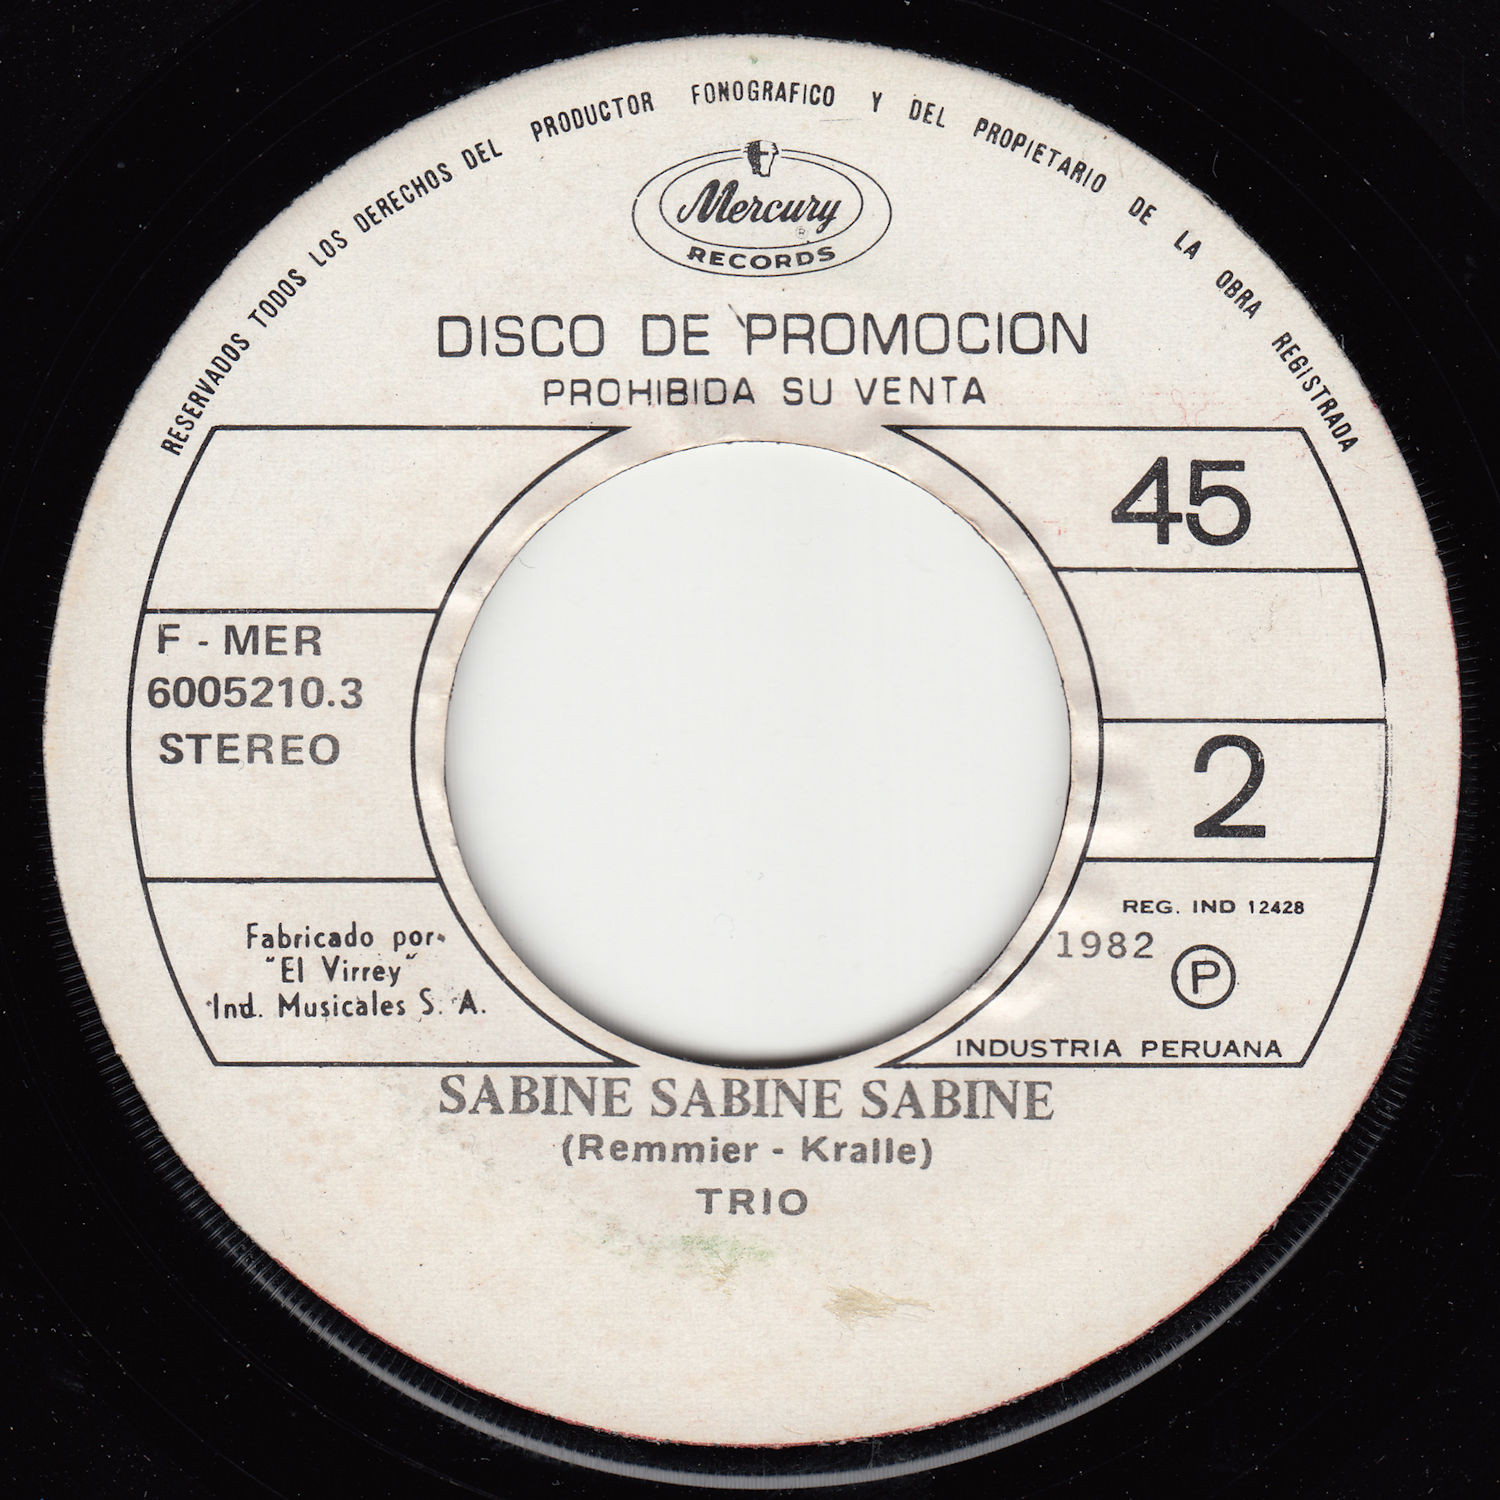 RESERVADOS TODOS LOS DERECHOS DEL PRODUCTOR FONOGRAFICO Y DEL PROPIETARIO DE LA OBRA REGISTRADA
Mercury
®
RECORDS
DISCO DE PROMOCION
PROHIBIDA SU VENTA
45
F - MER
6005210.3
STEREO
2
Fabricado por
"El Virrey"
Ind. Musicales S. A.
REG. IND 12428
1982 Ⓟ
INDUSTRIA PERUANA
SABINE SABINE SABINE
(Remmier - Kralle)
TRIO